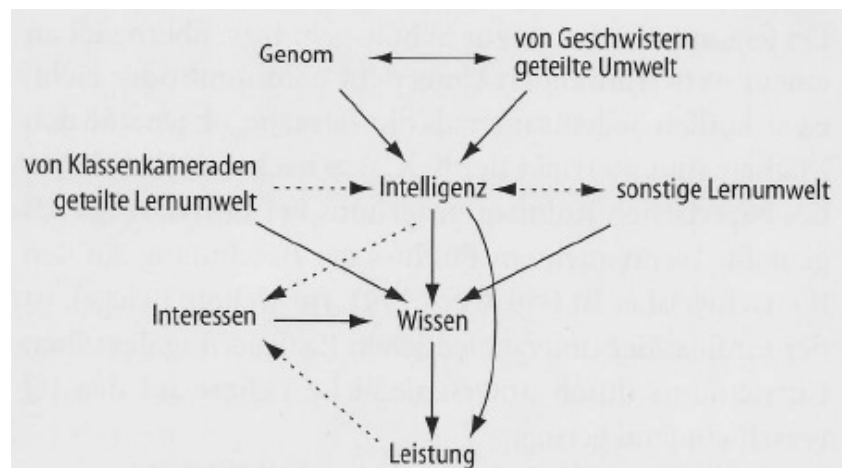 Genom
von Geschwistern
geteilte Umwelt
von Klassenkameraden
geteilte Lernumwelt
Intelligenz
sonstige Lernumwelt
Interessen
Wissen
Leistung